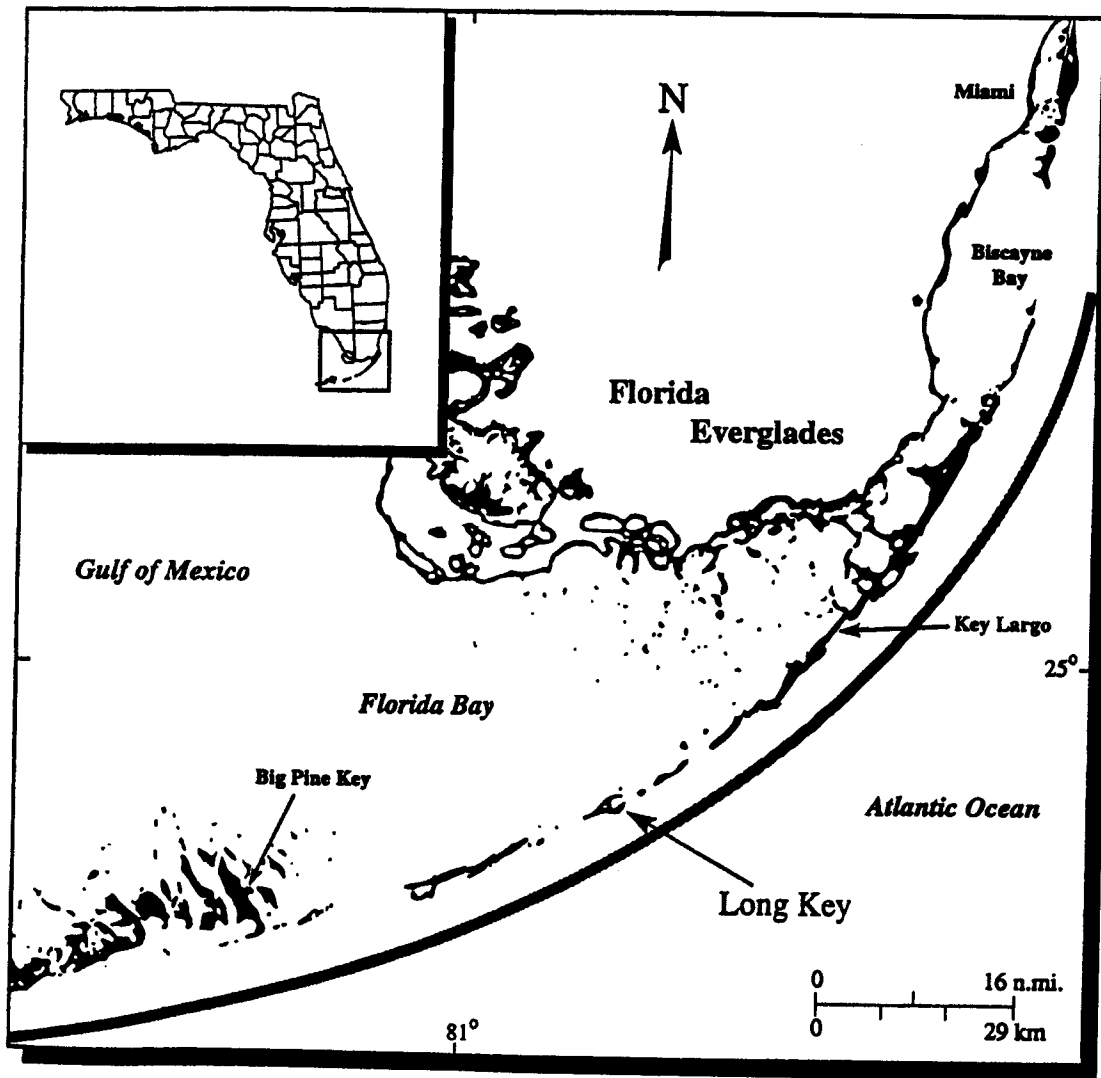 Miami
N
Biscayne
Bay
Florida
Everglades
Gulf of Mexico
Key Largo
25°
Florida Bay
Big Pine Key
Atlantic Ocean
Long Key
0 16 n.mi.
0 29 km
81°